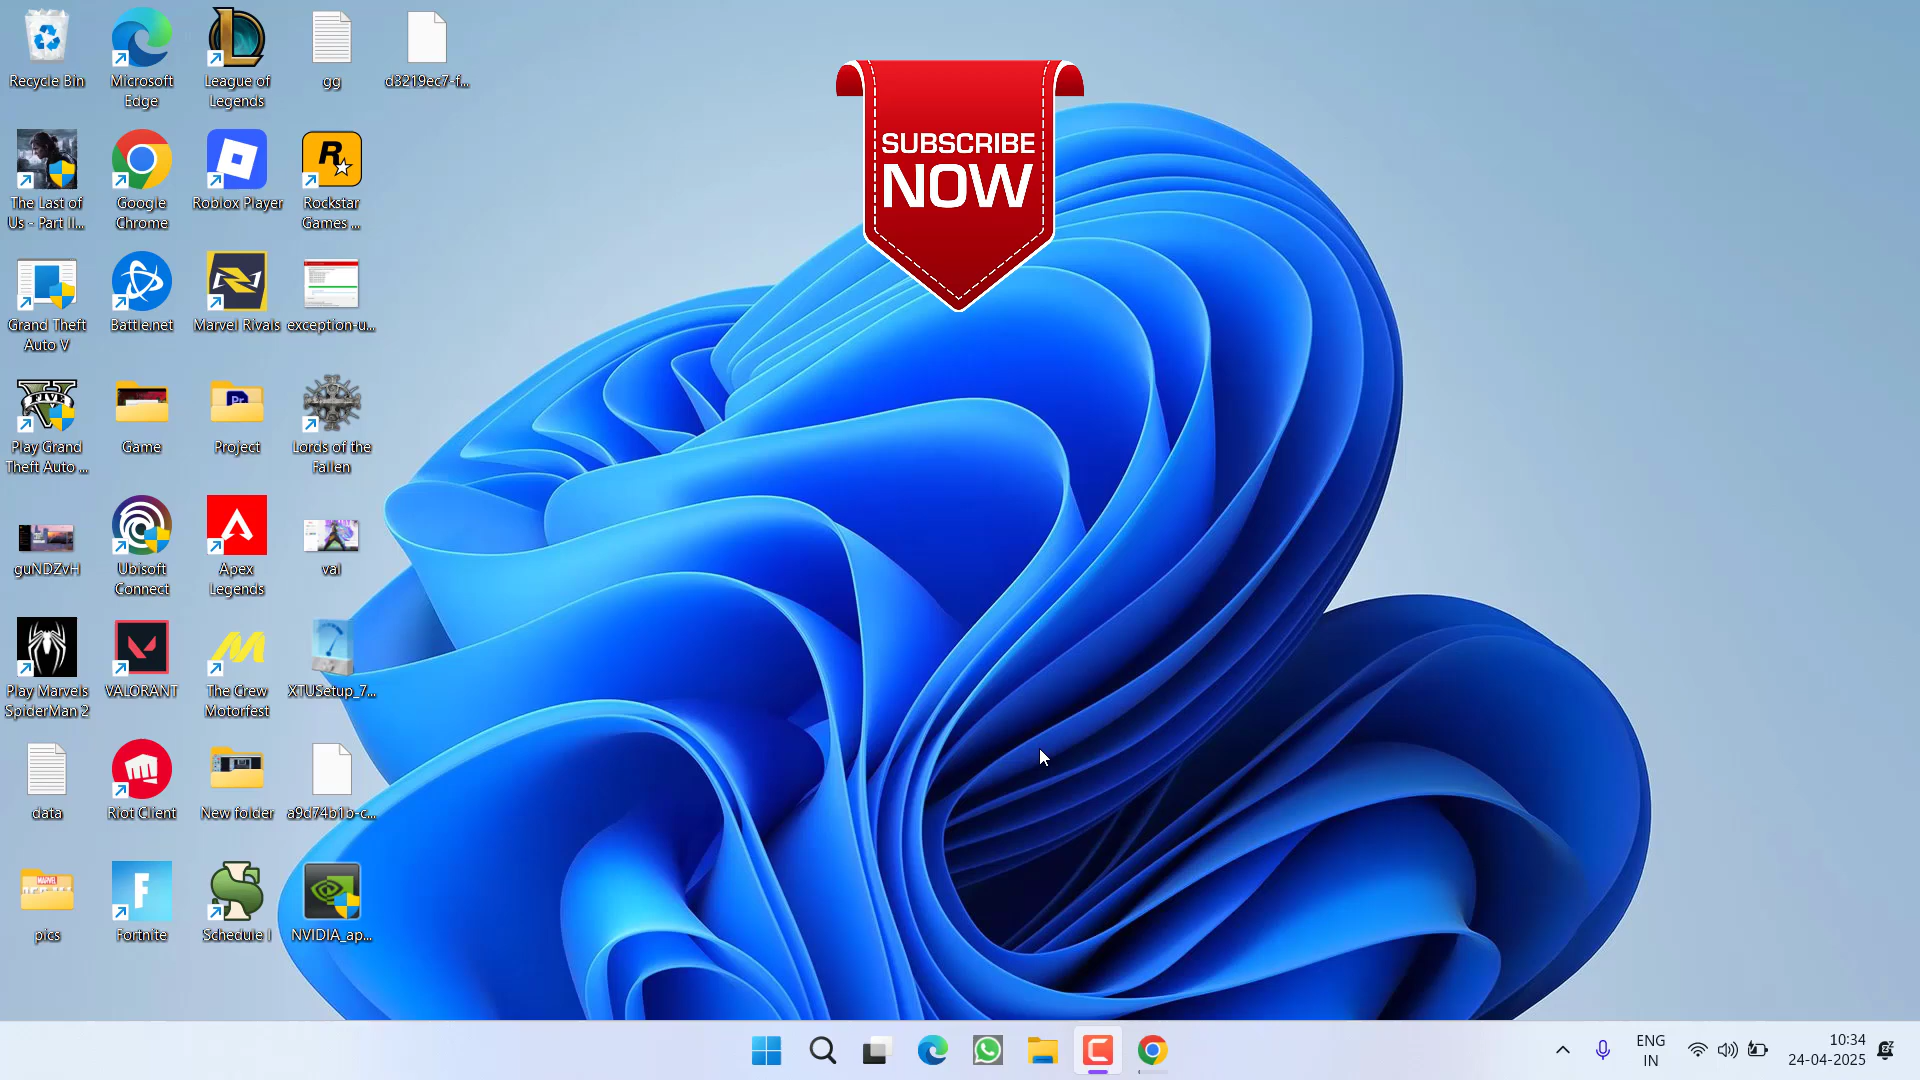 Recycle Bin
Microsoft
Edge
League of
Legends
gg
d3219ec7-f...
The Last of
Us - Part II...
Google
Chrome
Roblox Player
Rockstar
Games ...
Grand Theft
Auto V
Battle.net
Marvel Rivals
exception-u...
Play Grand
Theft Auto ...
Game
Project
Lords of the
Fallen
guNDZvH
Ubisoft
Connect
Apex
Legends
val
Play Marvels
SpiderMan 2
VALORANT
The Crew
Motorfest
XTUSetup_7...
data
Riot Client
New folder
a9d74b1b-c...
pics
Fortnite
Schedule I
NVIDIA_ap...
SUBSCRIBE
NOW
ENG
IN
10:34
24-04-2025